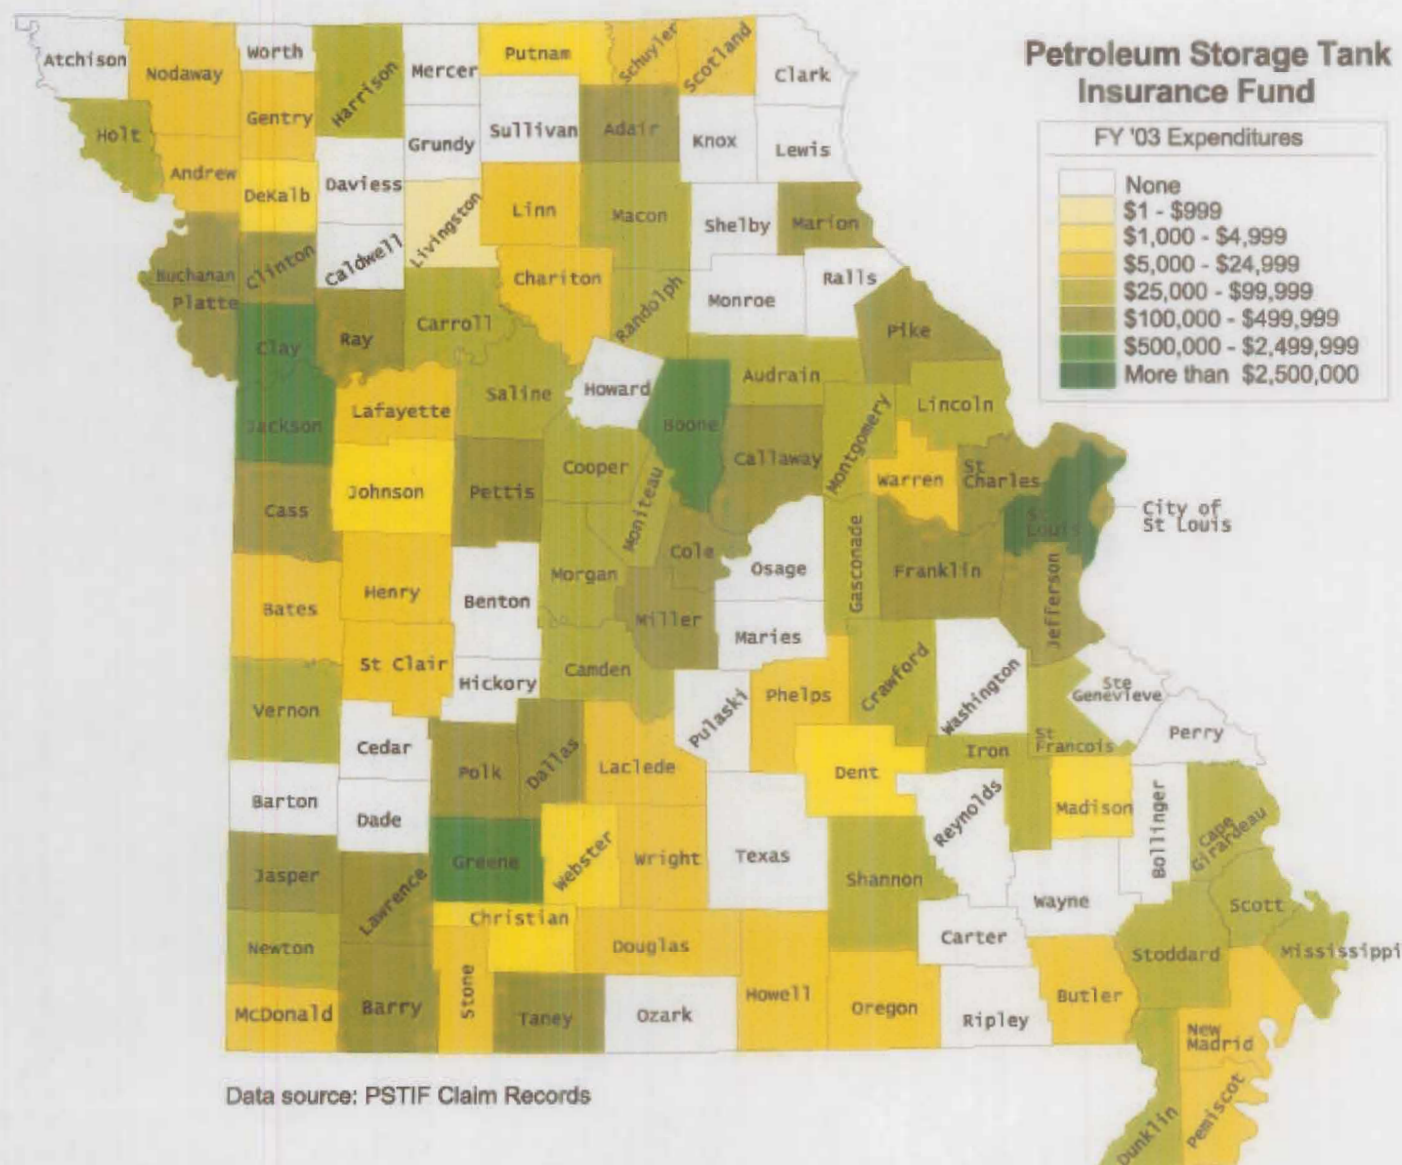 Petroleum Storage Tank
Insurance Fund
FY '03 Expenditures
None
$1 - $999
$1,000 - $4,999
$5,000 - $24,999
$25,000 - $99,999
$100,000 - $499,999
$500,000 - $2,499,999
More than $2,500,000
Atchison
Nodaway
Worth
Harrison
Mercer
Putnam
Schuyler
Scotland
Clark
Holt
Gentry
Grundy
Sullivan
Adair
Knox
Lewis
Andrew
DeKalb
Daviess
Livingston
Linn
Macon
Shelby
Marion
Buchanan
Clinton
Caldwell
Chariton
Randolph
Monroe
Ralls
Platte
Clay
Ray
Carroll
Saline
Howard
Boone
Audrain
Pike
Jackson
Lafayette
Cooper
Callaway
Montgomery
Lincoln
Cass
Johnson
Pettis
Moniteau
Warren
St
Charles
St
Louis
City of
St Louis
Bates
Henry
Benton
Morgan
Cole
Osage
Gasconade
Franklin
Jefferson
Miller
Maries
St Clair
Hickory
Camden
Vernon
Cedar
Polk
Dallas
Laclede
Pulaski
Phelps
Crawford
Washington
Ste
Genevieve
St
Francois
Perry
Iron
Dent
Barton
Dade
Reynolds
Madison
Bollinger
Cape
Girardeau
Jasper
Lawrence
Greene
Webster
Wright
Texas
Shannon
Wayne
Scott
Newton
Christian
Douglas
Carter
Stoddard
Mississippi
McDonald
Barry
Stone
Taney
Ozark
Howell
Oregon
Ripley
Butler
New
Madrid
Dunklin
Pemiscot
Data source: PSTIF Claim Records